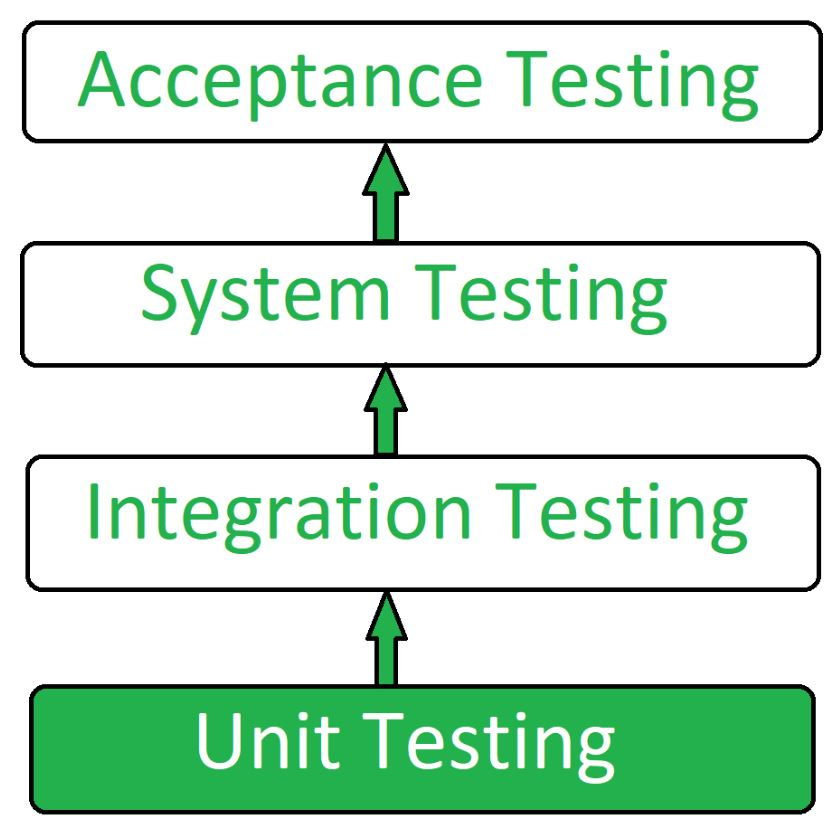 Acceptance Testing
System Testing
Integration Testing
Unit Testing